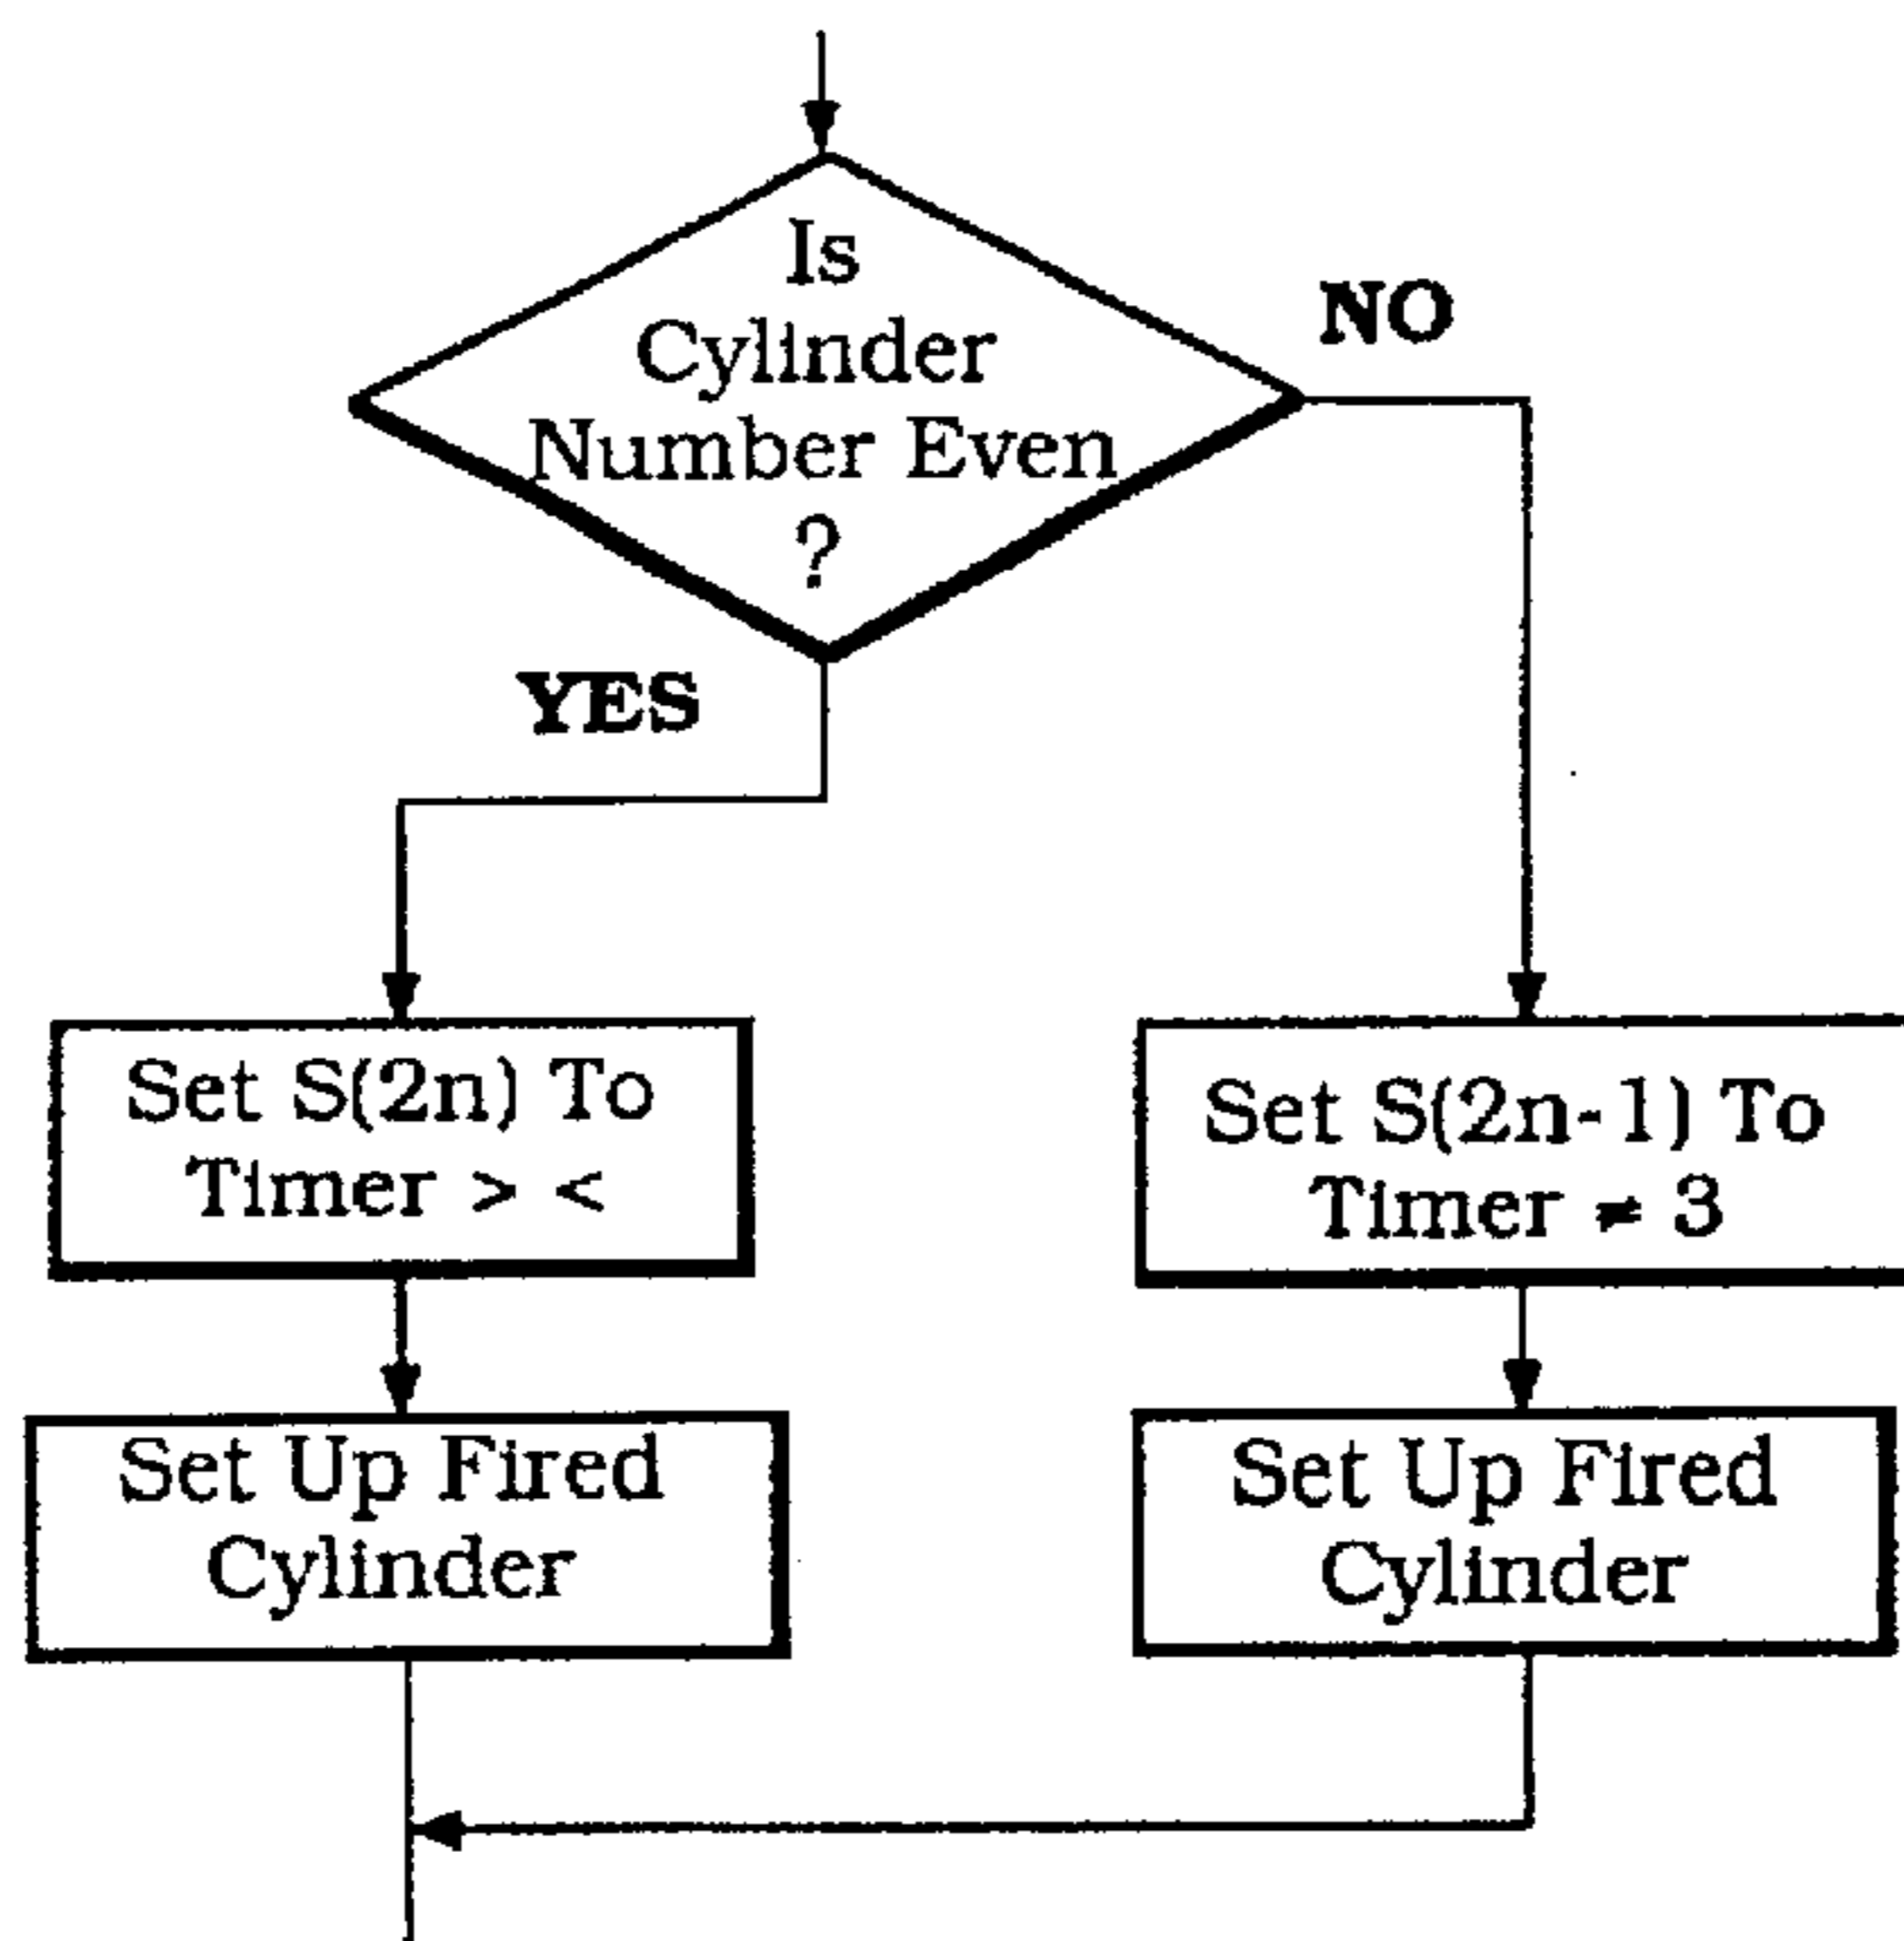 Is
Cylinder
Number Even
?
NO
YES
Set S(2n) To
Timer > <
Set S(2n-1) To
Timer ≠ 3
Set Up Fired
Cylinder
Set Up Fired
Cylinder